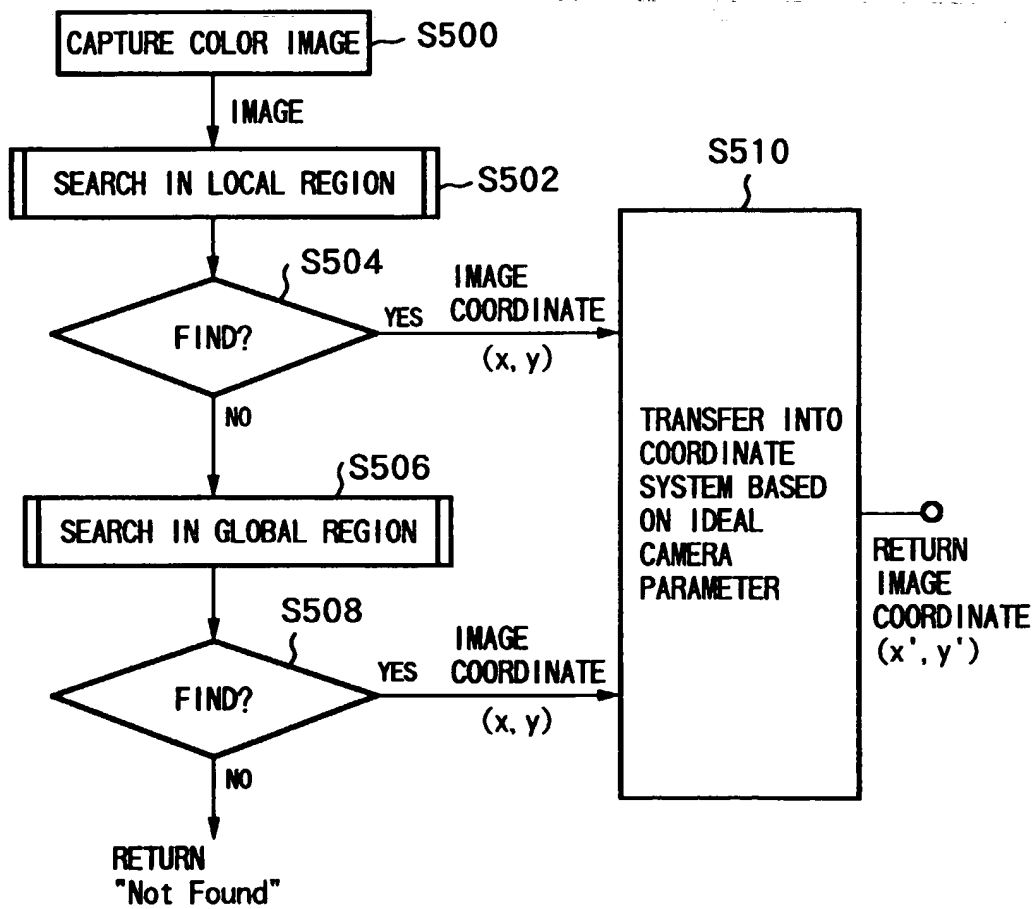 CAPTURE COLOR IMAGE
S500
IMAGE
SEARCH IN LOCAL REGION
S502
S504
FIND?
YES
IMAGE
COORDINATE
(x, y)
NO
S506
SEARCH IN GLOBAL REGION
S508
FIND?
YES
IMAGE
COORDINATE
(x, y)
NO
RETURN
"Not Found"
S510
TRANSFER INTO
COORDINATE
SYSTEM BASED
ON IDEAL
CAMERA
PARAMETER
RETURN
IMAGE
COORDINATE
(x', y')